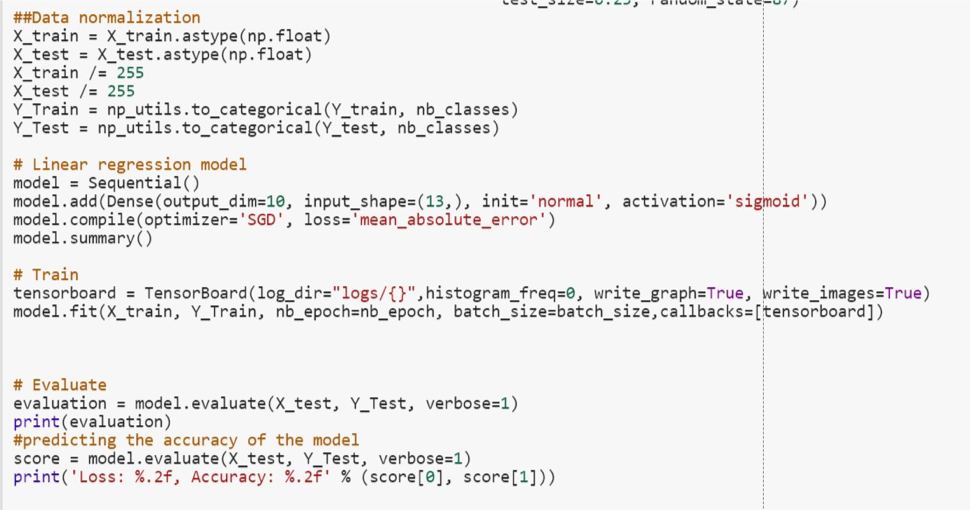 test_size=0.25, random_state=87)
##Data normalization
X_train = X_train.astype(np.float)
X_test = X_test.astype(np.float)
X_train /= 255
X_test /= 255
Y_Train = np_utils.to_categorical(Y_train, nb_classes)
Y_Test = np_utils.to_categorical(Y_test, nb_classes)
# Linear regression model
model = Sequential()
model.add(Dense(output_dim=10, input_shape=(13,), init='normal', activation='sigmoid'))
model.compile(optimizer='SGD', loss='mean_absolute_error')
model.summary()
# Train
tensorboard = TensorBoard(log_dir="logs/{}",histogram_freq=0, write_graph=True, write_images=True)
model.fit(X_train, Y_Train, nb_epoch=nb_epoch, batch_size=batch_size,callbacks=[tensorboard])
# Evaluate
evaluation = model.evaluate(X_test, Y_Test, verbose=1)
print(evaluation)
#predicting the accuracy of the model
score = model.evaluate(X_test, Y_Test, verbose=1)
print('Loss: %.2f, Accuracy: %.2f' % (score[0], score[1]))